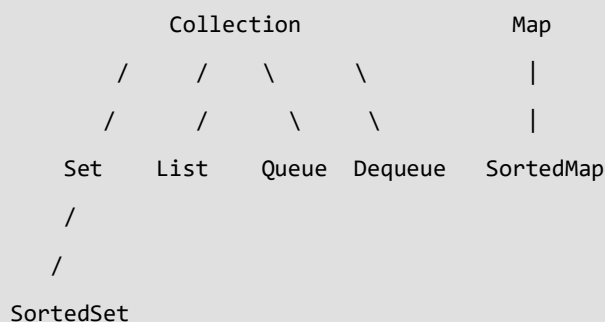 Collection Map
/ / \ \ |
/ / \ \ |
Set List Queue Dequeue SortedMap
/
/
SortedSet